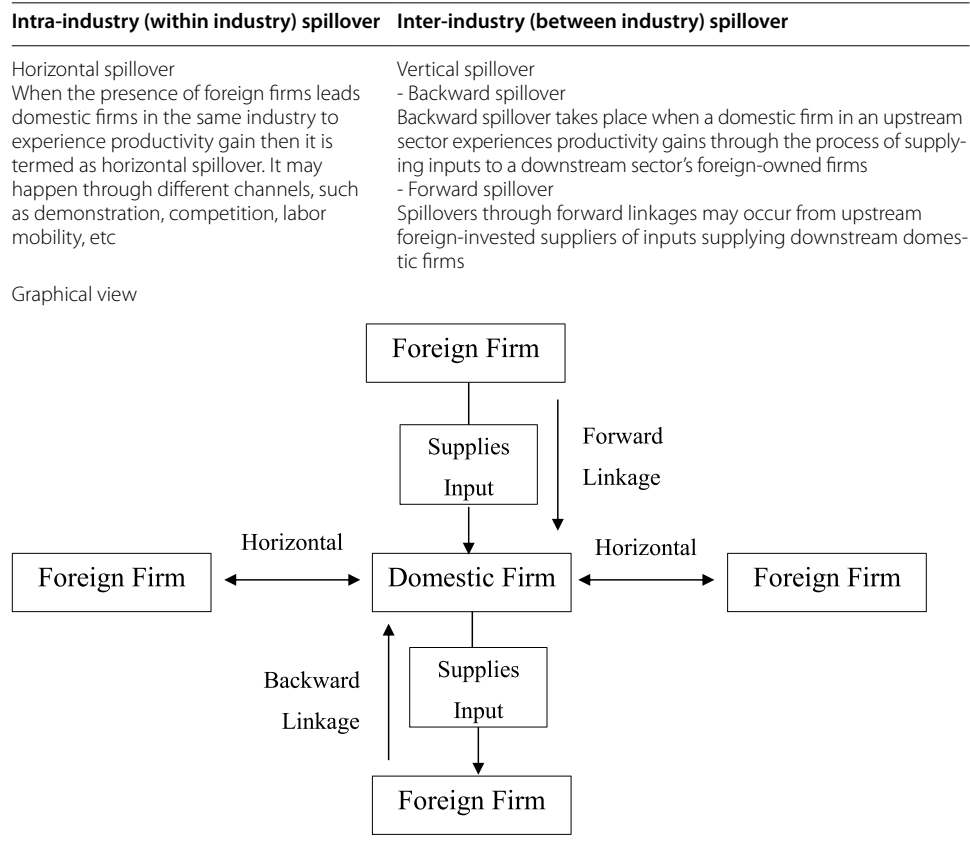 Intra-industry (within industry) spillover
Inter-industry (between industry) spillover
Horizontal spillover
When the presence of foreign firms leads
domestic firms in the same industry to
experience productivity gain then it is
termed as horizontal spillover. It may
happen through different channels, such
as demonstration, competition, labor
mobility, etc
Vertical spillover
- Backward spillover
Backward spillover takes place when a domestic firm in an upstream
sector experiences productivity gains through the process of supply-
ing inputs to a downstream sector's foreign-owned firms
- Forward spillover
Spillovers through forward linkages may occur from upstream
foreign-invested suppliers of inputs supplying downstream domes-
tic firms
Graphical view
Foreign Firm
Supplies
Input
Forward
Linkage
Horizontal
Horizontal
Foreign Firm
Domestic Firm
Foreign Firm
Backward
Linkage
Supplies
Input
Foreign Firm